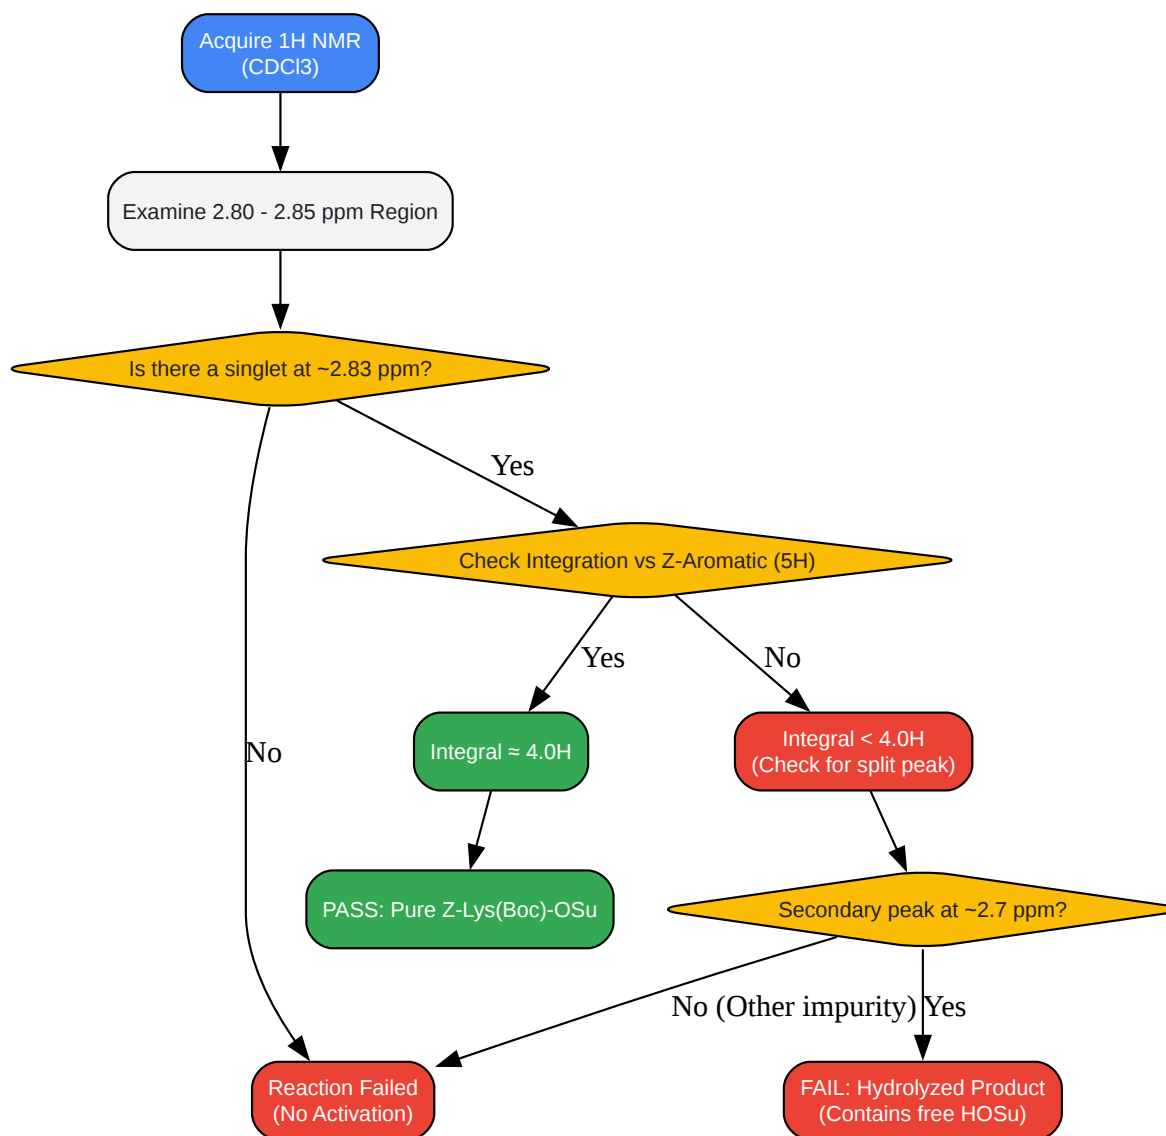 Acquire 1H NMR
(CDCl3)
Examine 2.80 - 2.85 ppm Region
Is there a singlet at ~2.83 ppm?
Yes
Check Integration vs Z-Aromatic (5H)
Yes
No
No
Integral ≈ 4.0H
Integral < 4.0H
(Check for split peak)
PASS: Pure Z-Lys(Boc)-OSu
Secondary peak at ~2.7 ppm?
No (Other impurity)
Yes
Reaction Failed
(No Activation)
FAIL: Hydrolyzed Product
(Contains free HOSu)